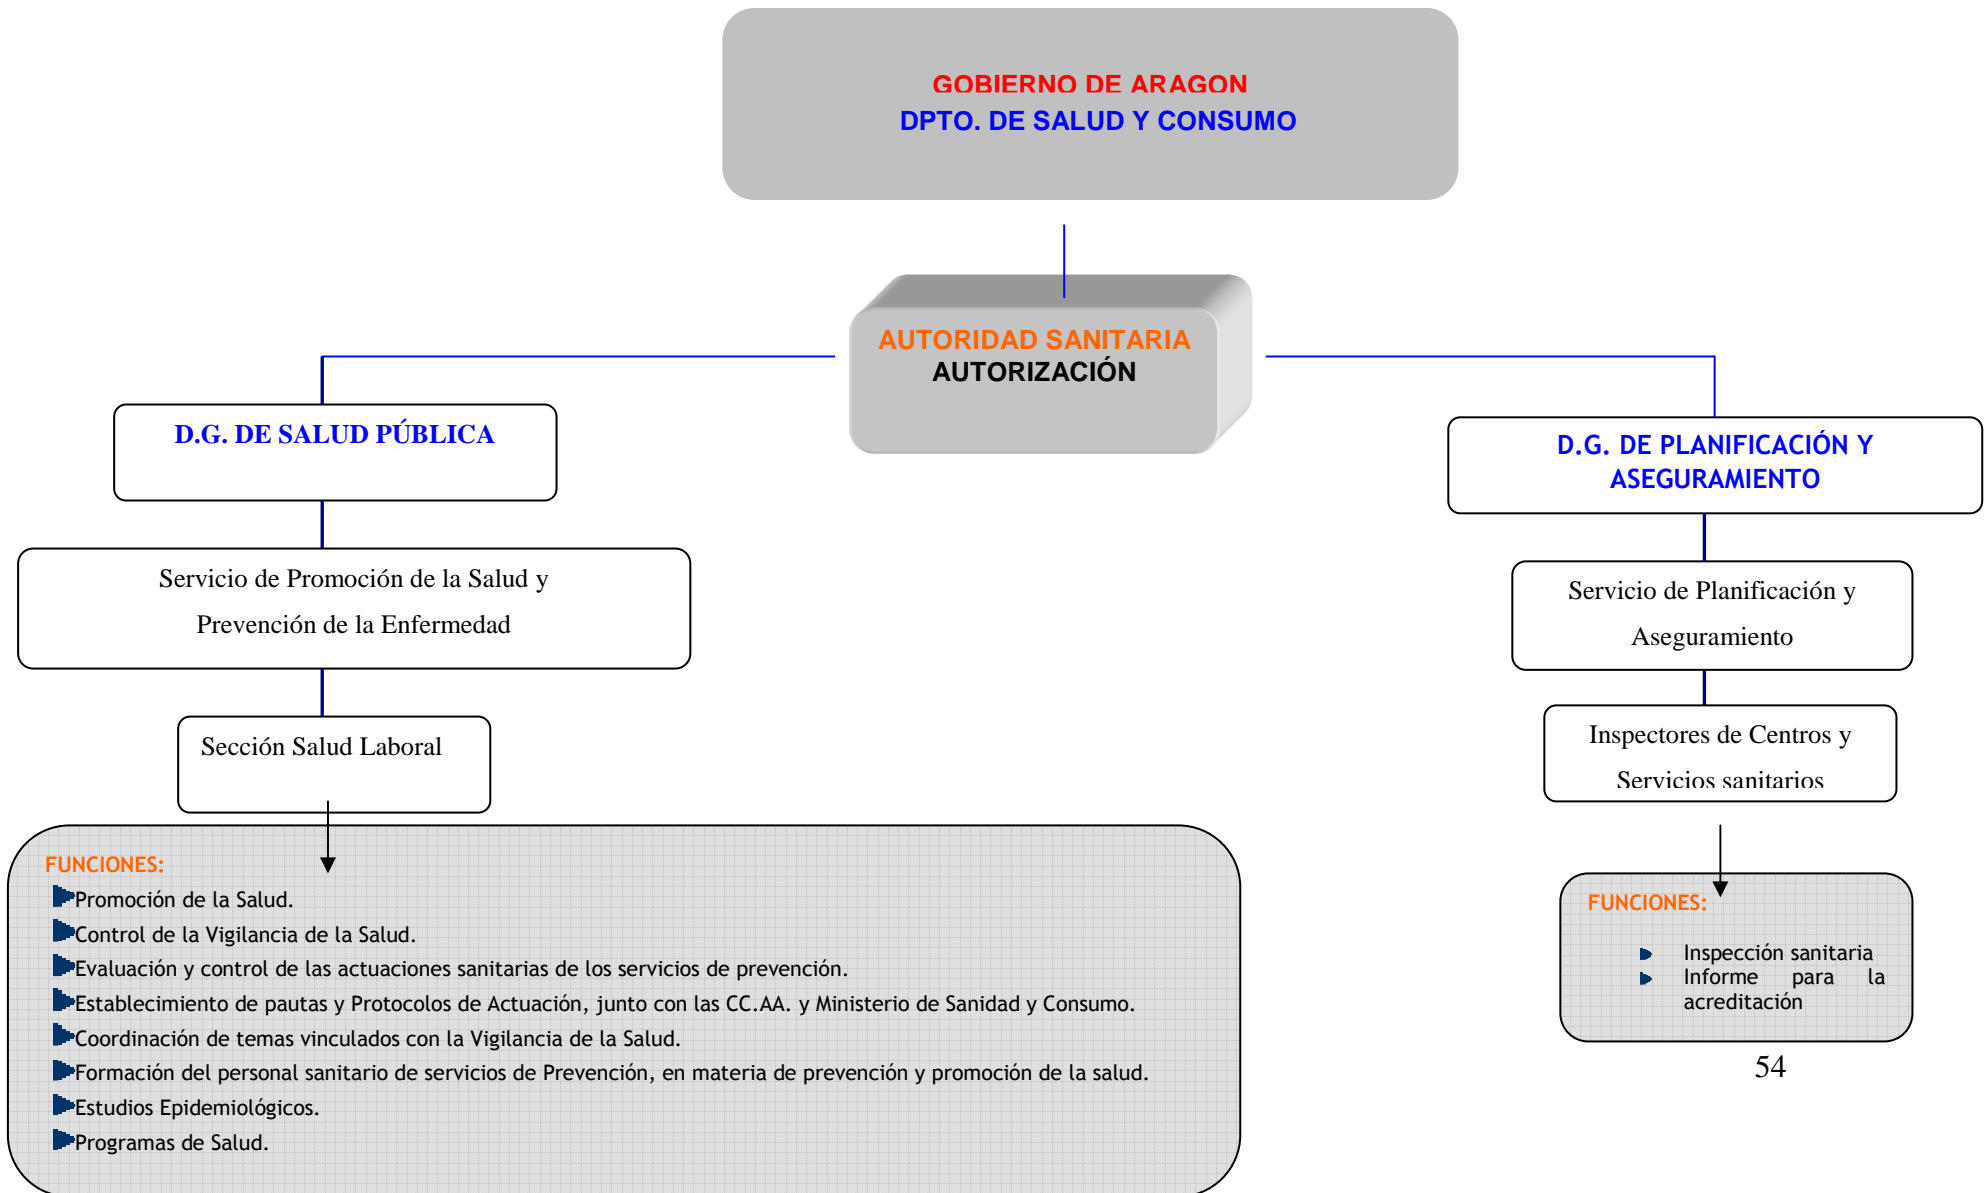 GOBIERNO DE ARAGON
DPTO. DE SALUD Y CONSUMO
AUTORIDAD SANITARIA
AUTORIZACIÓN
D.G. DE SALUD PÚBLICA
Servicio de Promoción de la Salud y
Prevención de la Enfermedad
Sección Salud Laboral
FUNCIONES:
Promoción de la Salud.
Control de la Vigilancia de la Salud.
Evaluación y control de las actuaciones sanitarias de los servicios de prevención.
Establecimiento de pautas y Protocolos de Actuación, junto con las CC.AA. y Ministerio de Sanidad y Consumo.
Coordinación de temas vinculados con la Vigilancia de la Salud.
Formación del personal sanitario de servicios de Prevención, en materia de prevención y promoción de la salud.
Estudios Epidemiológicos.
Programas de Salud.
D.G. DE PLANIFICACIÓN Y
ASEGURAMIENTO
Servicio de Planificación y
Aseguramiento
Inspectores de Centros y
Servicios sanitarios
FUNCIONES:
Inspección sanitaria
Informe para la
acreditación
54